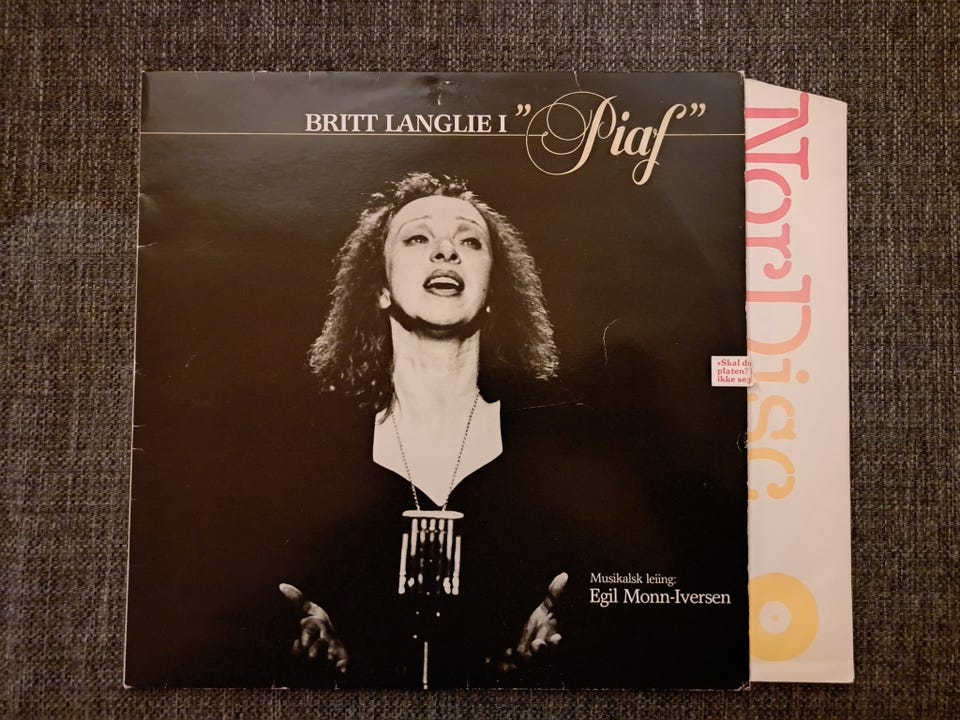 BRITT LANGLIE I ”Piaf”
«Skal du
platen?
ikke se
Musikalsk leiing:
Egil Monn-Iversen
NorDisc